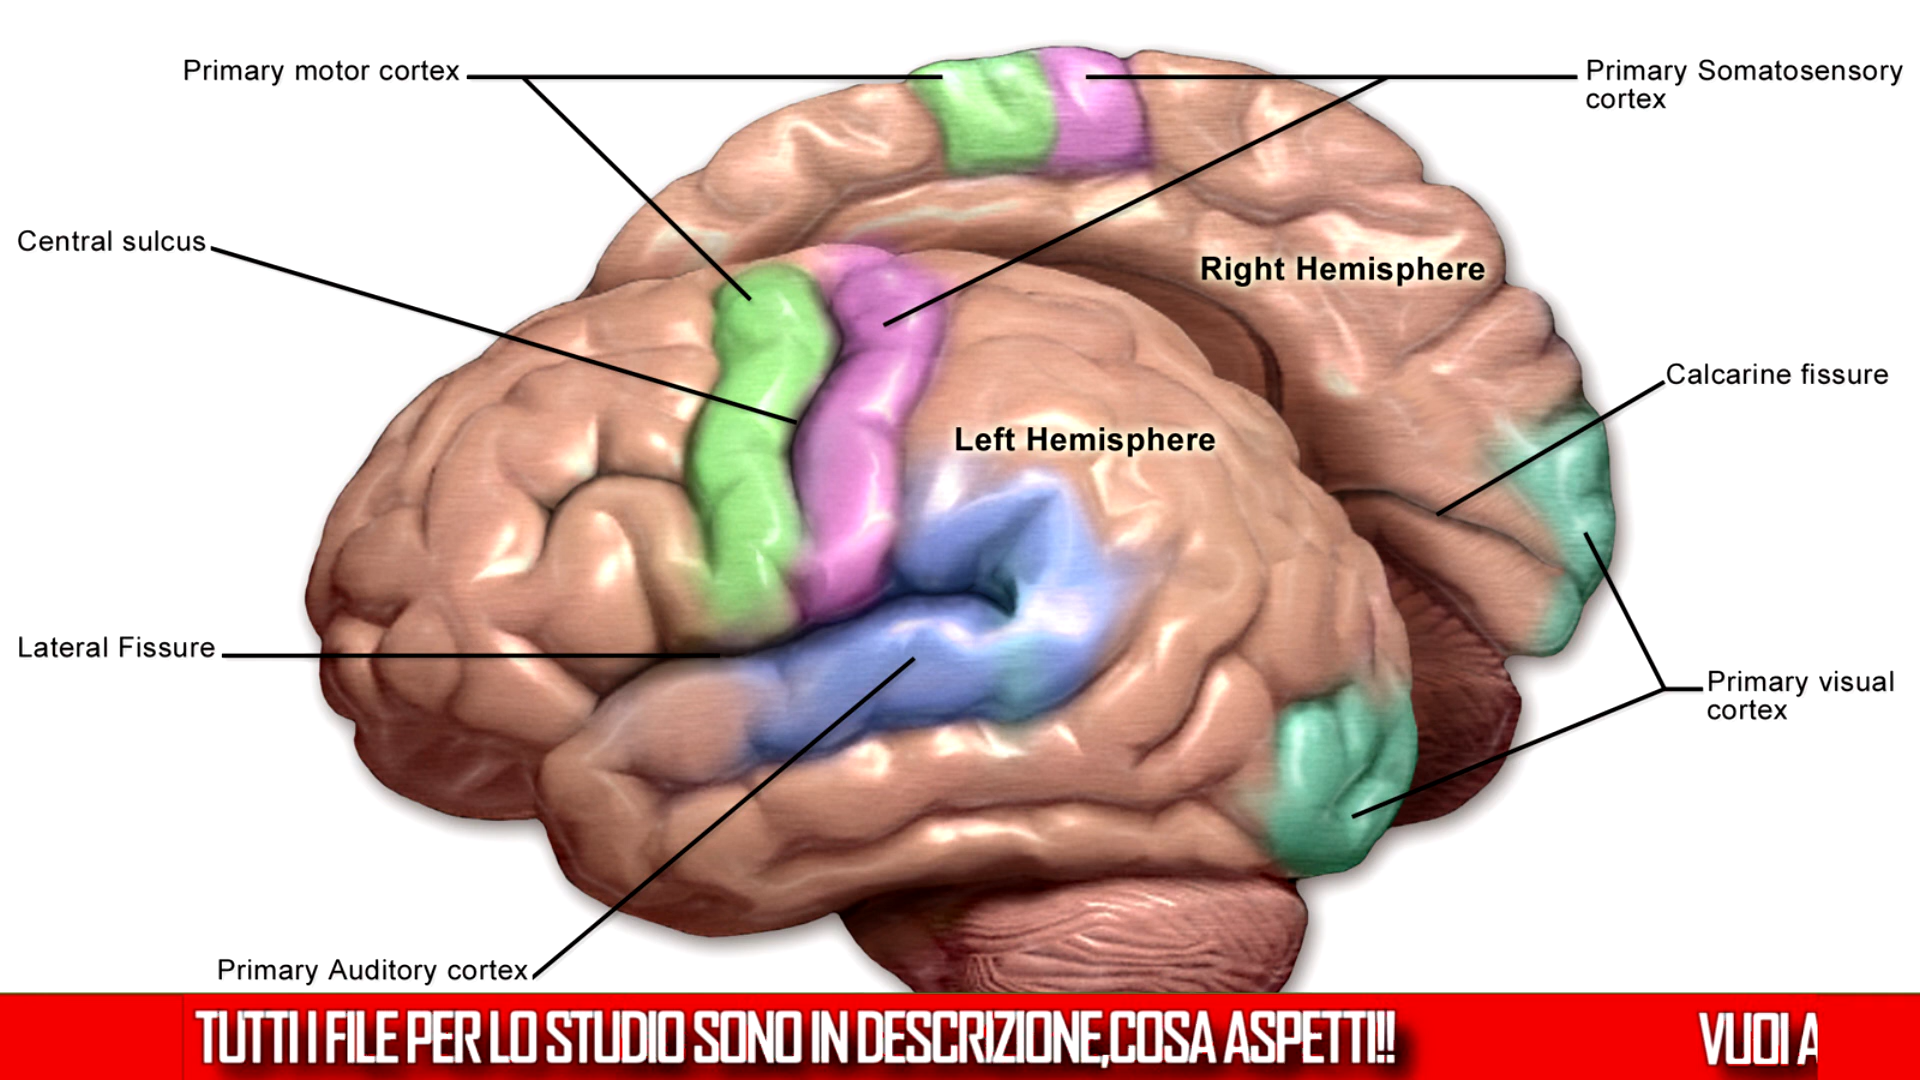 Primary motor cortex
Primary Somatosensory
cortex
Central sulcus
Right Hemisphere
Calcarine fissure
Left Hemisphere
Lateral Fissure
Primary visual
cortex
Primary Auditory cortex
TUTTI I FILE PER LO STUDIO SONO IN DESCRIZIONE,COSA ASPETTI!!
VUOI A